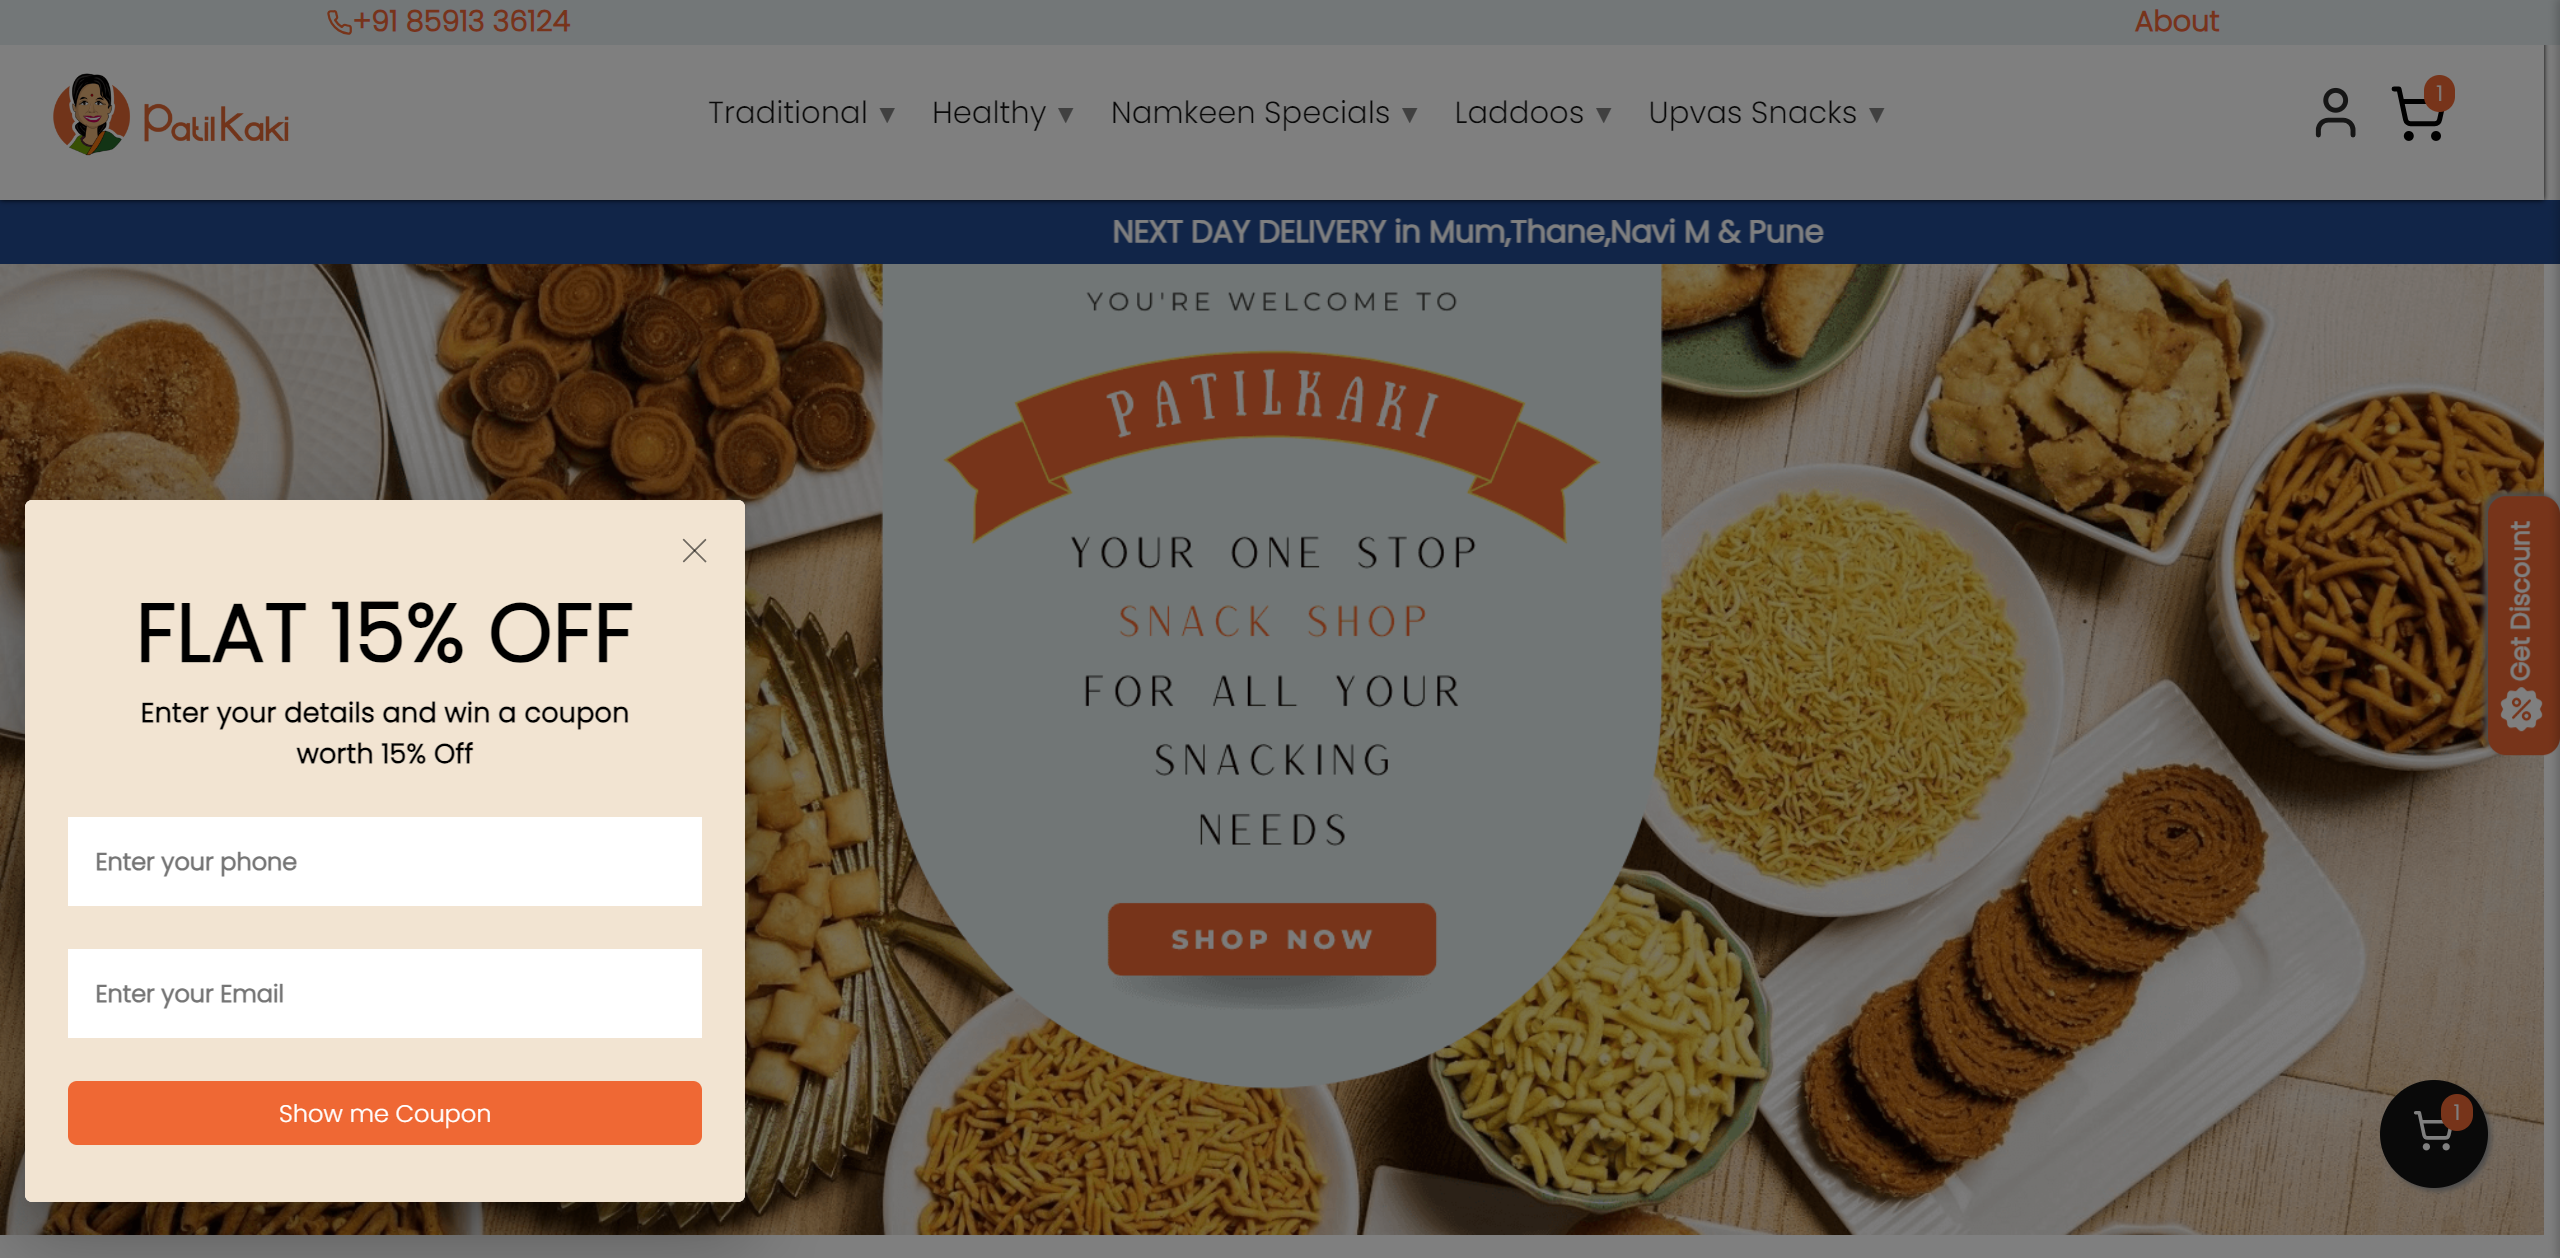 +91 85913 36124
About
PatilKaki
Traditional ▼
Healthy ▼
Namkeen Specials ▼
Laddoos ▼
Upvas Snacks ▼
1
NEXT DAY DELIVERY in Mum,Thane,Navi M & Pune
YOU'RE WELCOME TO
PATILKAKI
YOUR ONE STOP
SNACK SHOP
FOR ALL YOUR
SNACKING
NEEDS
SHOP NOW
FLAT 15% OFF
Enter your details and win a coupon
worth 15% Off
Enter your phone
Enter your Email
Show me Coupon
Get Discount
1